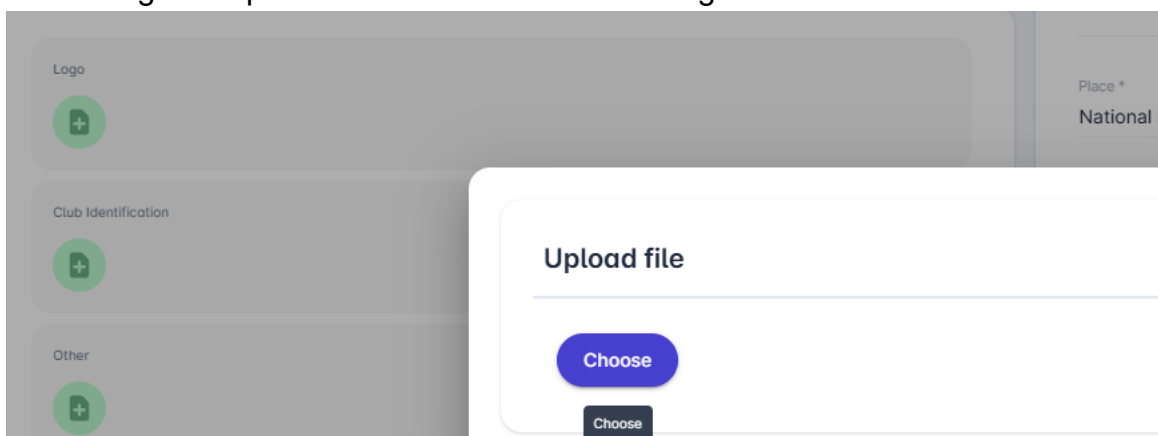 Logo
Place *
National
Club Identification
Upload file
Other
Choose
Choose